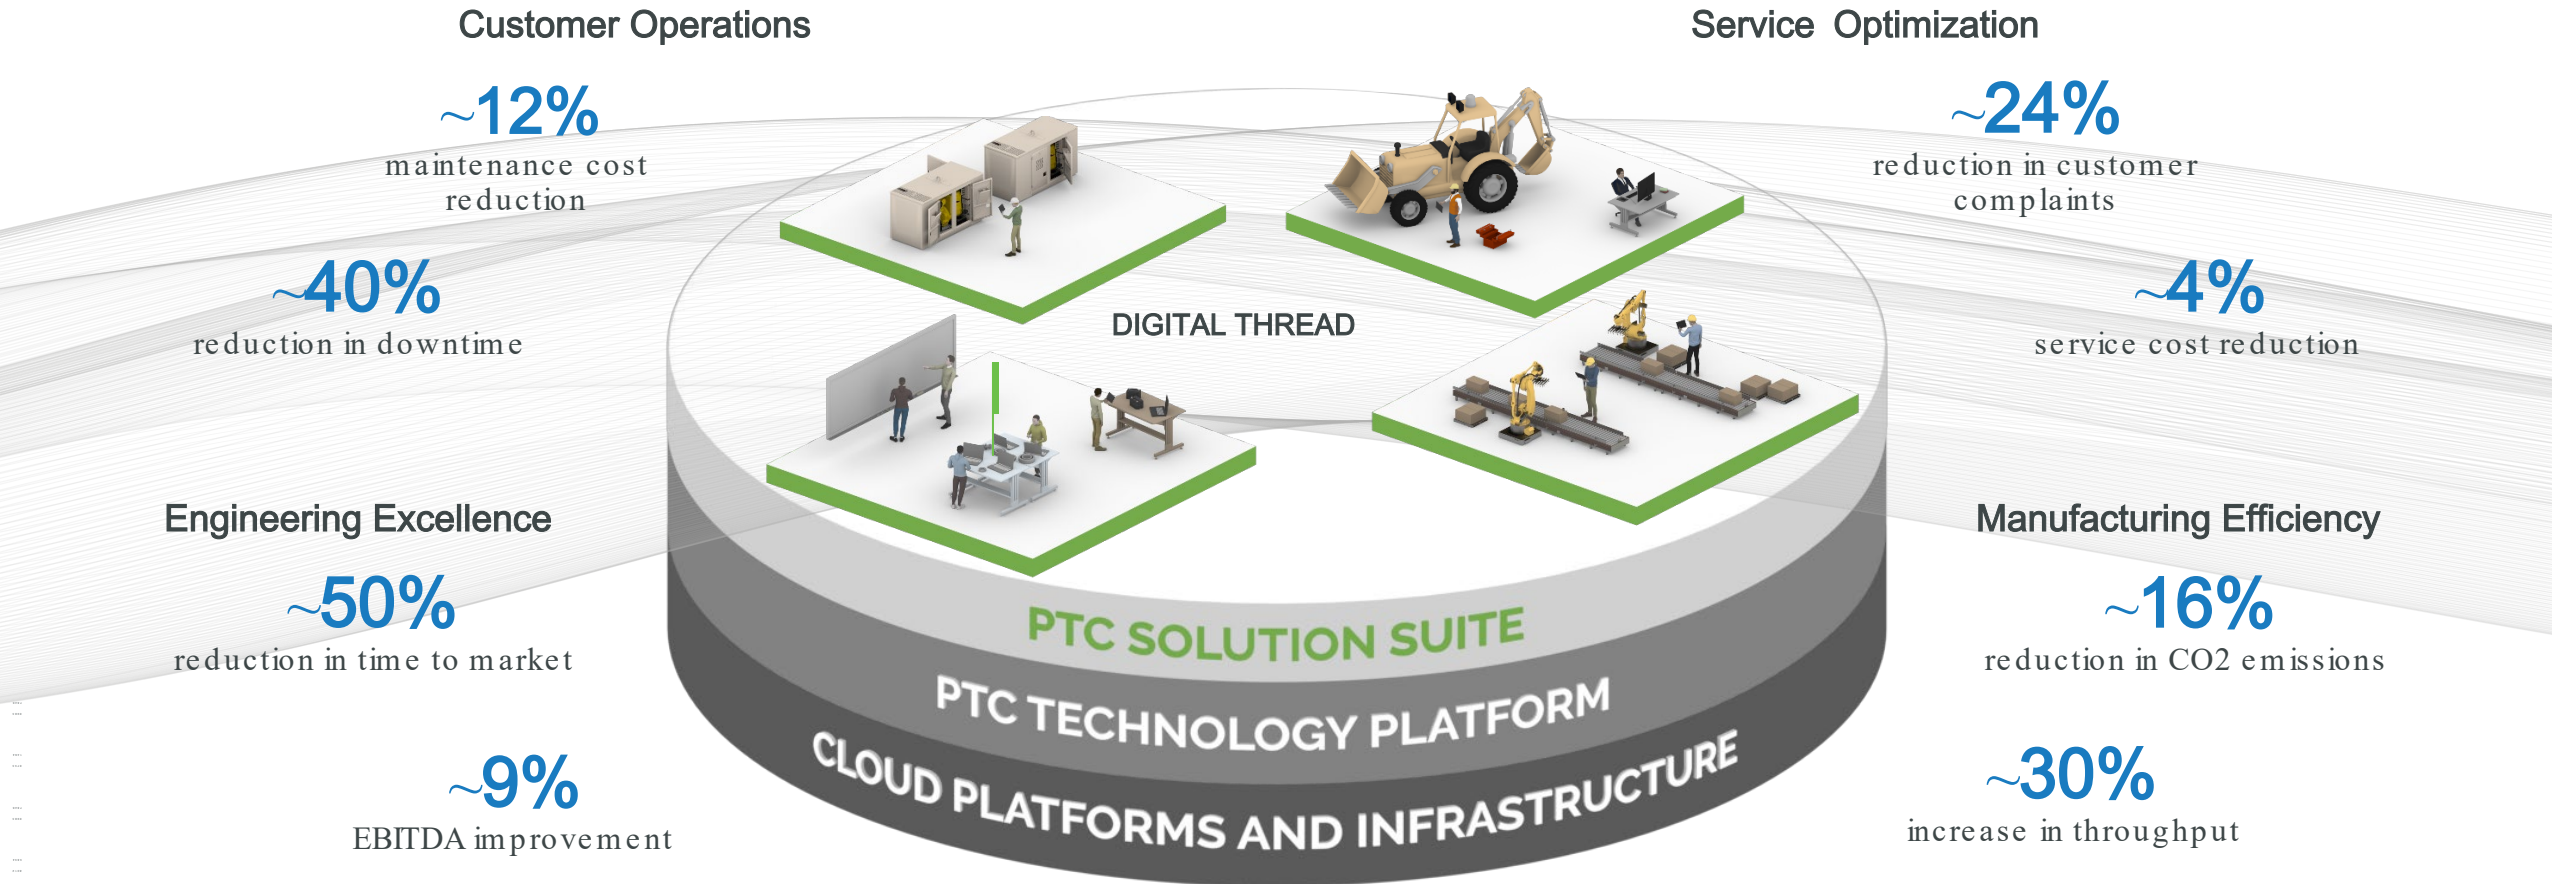 Customer Operations
~12%
maintenance cost
reduction
~40%
reduction in downtime
Service Optimization
~24%
reduction in customer
complaints
~4%
service cost reduction
DIGITAL THREAD
Engineering Excellence
~50%
reduction in time to market
~9%
EBITDA improvement
Manufacturing Efficiency
~16%
reduction in CO2 emissions
~30%
increase in throughput
PTC SOLUTION SUITE
PTC TECHNOLOGY PLATFORM
CLOUD PLATFORMS AND INFRASTRUCTURE